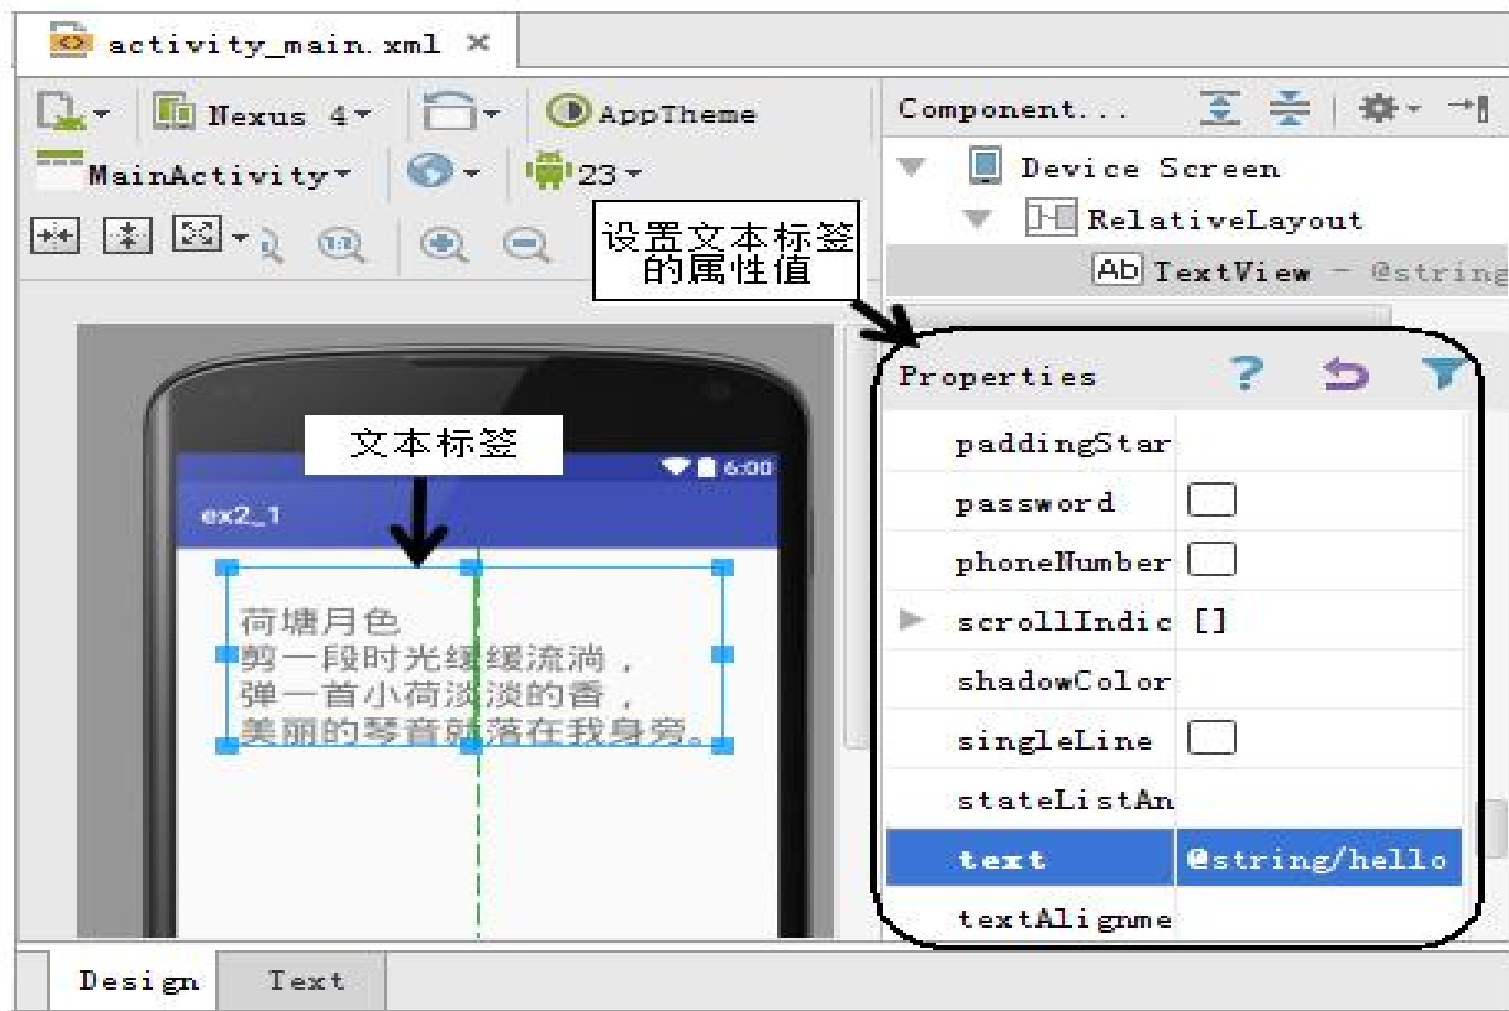 activity_main.xml
Nexus 4
AppTheme
MainActivity
23
Component...
Device Screen
RelativeLayout
Ab TextView - @string
设置文本标签
的属性值
文本标签
6:00
ex2_1
荷塘月色
剪一段时光缓缓流淌，
弹一首小荷淡淡的香，
美丽的琴音就落在我身旁。
Properties
paddingStar
password
phoneNumber
scrollIndic []
shadowColor
singleLine
stateListAn
text @string/hello
textAlignme
Design Text